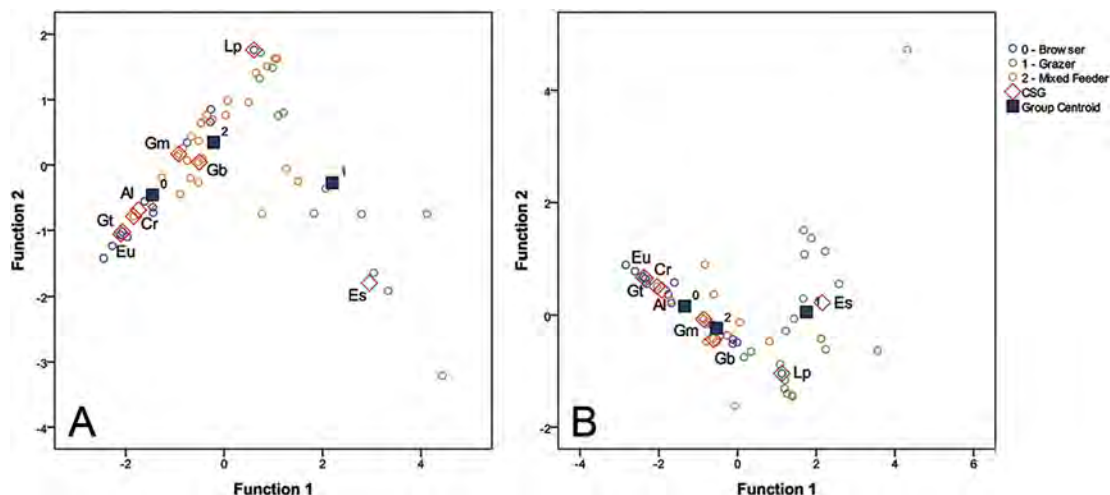 2
1
0
-1
-2
-3
-4
Function 2
Lp
Gm
2
Gb
0
Al
Gt
Cr
Eu
Es
A
-2
0
2
4
Function 1
4
2
0
-2
Function 2
Eu
Cr
Gt
Al
0
Gm
2
Gb
Es
Lp
B
-4
-2
0
2
4
6
Function 1
0 - Browser
1 - Grazer
2 - Mixed Feeder
CSG
Group Centroid